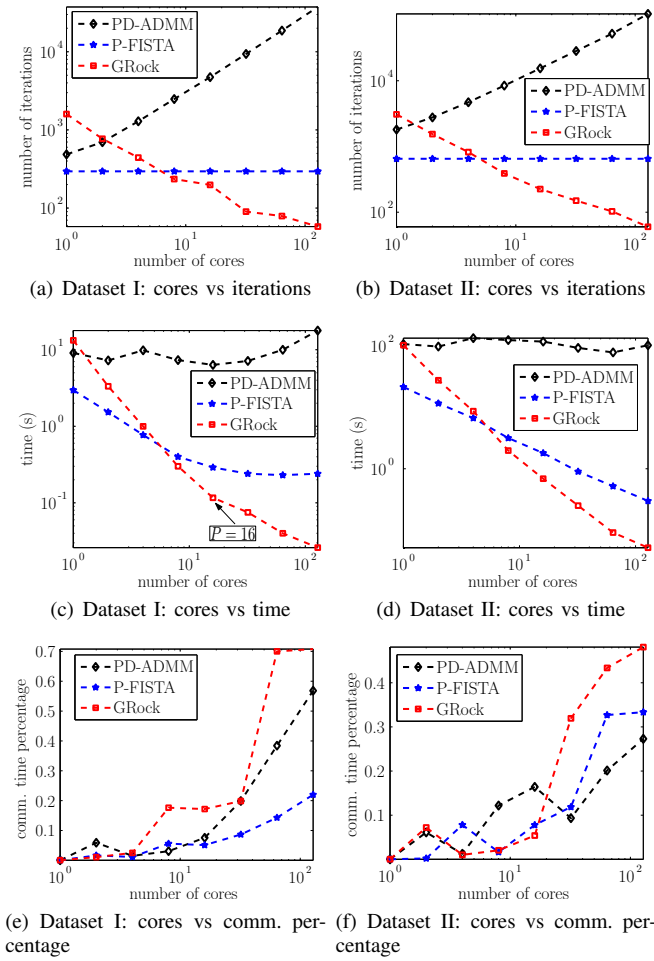 10^4
10^3
10^2
number of iterations
PD-ADMM
P-FISTA
GRock
10^0
10^1
10^2
number of cores
(a) Dataset I: cores vs iterations
10^4
10^2
number of iterations
PD-ADMM
P-FISTA
GRock
10^0
10^1
10^2
number of cores
(b) Dataset II: cores vs iterations
10^1
10^0
10^-1
time (s)
PD-ADMM
P-FISTA
GRock
P = 16
10^0
10^1
10^2
number of cores
(c) Dataset I: cores vs time
10^2
10^0
time (s)
PD-ADMM
P-FISTA
GRock
10^0
10^1
10^2
number of cores
(d) Dataset II: cores vs time
0.7
0.6
0.5
0.4
0.3
0.2
0.1
comm. time percentage
PD-ADMM
P-FISTA
GRock
10^0
10^1
10^2
number of cores
(e) Dataset I: cores vs comm. per-
centage
0.4
0.3
0.2
0.1
comm. time percentage
PD-ADMM
P-FISTA
GRock
10^0
10^1
10^2
number of cores
(f) Dataset II: cores vs comm. per-
centage